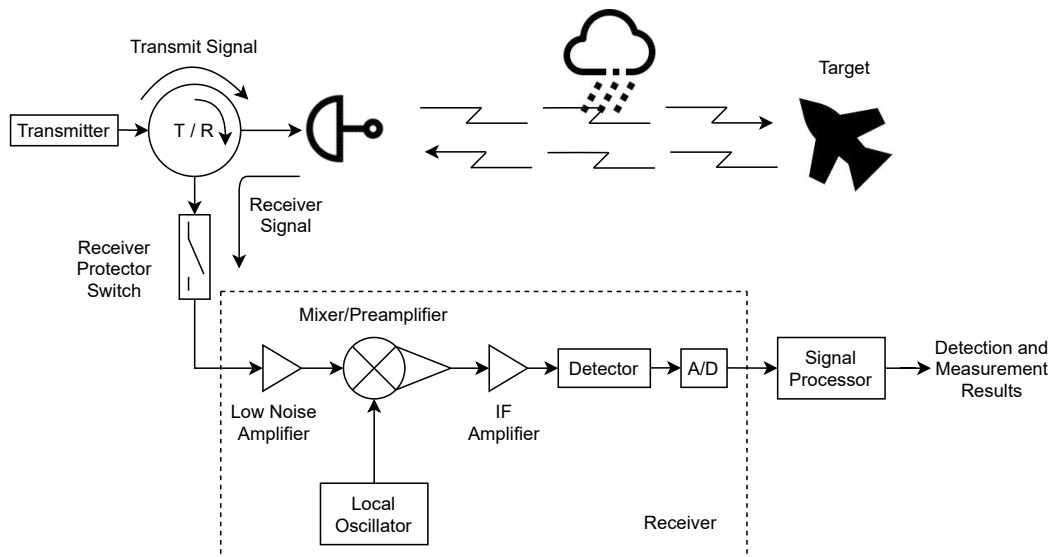 Transmit Signal
Target
Transmitter
T / R
Receiver
Signal
Receiver
Protector
Switch
Mixer/Preamplifier
Detector
A/D
Signal
Processor
Detection and
Measurement
Results
Low Noise
Amplifier
IF
Amplifier
Local
Oscillator
Receiver